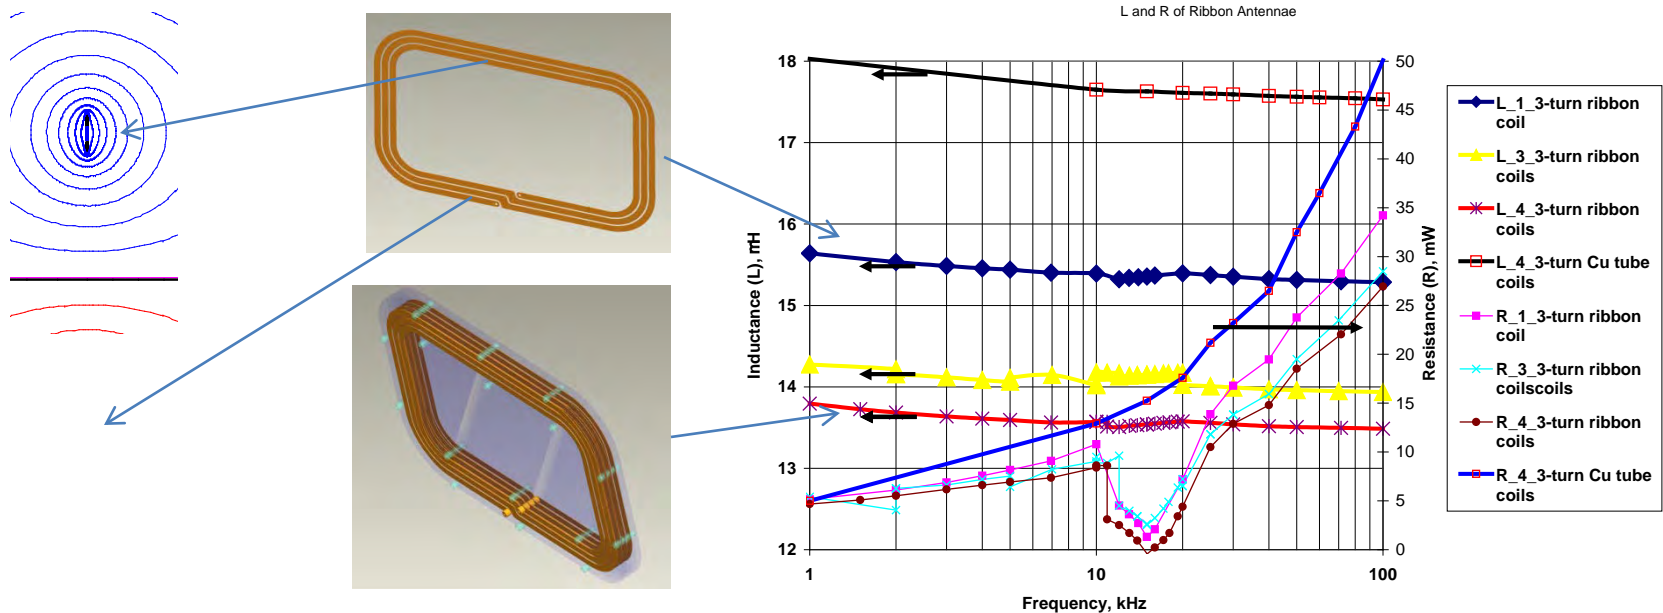 L and R of Ribbon Antennae
18
17
16
15
14
13
12
Inductance (L), mH
50
45
40
35
30
25
20
15
10
5
0
Resistance (R), mW
1
10
100
Frequency, kHz
L_1_3-turn ribbon
coil
L_3_3-turn ribbon
coils
L_4_3-turn ribbon
coils
L_4_3-turn Cu tube
coils
R_1_3-turn ribbon
coil
R_3_3-turn ribbon
coilscoils
R_4_3-turn ribbon
coils
R_4_3-turn Cu tube
coils